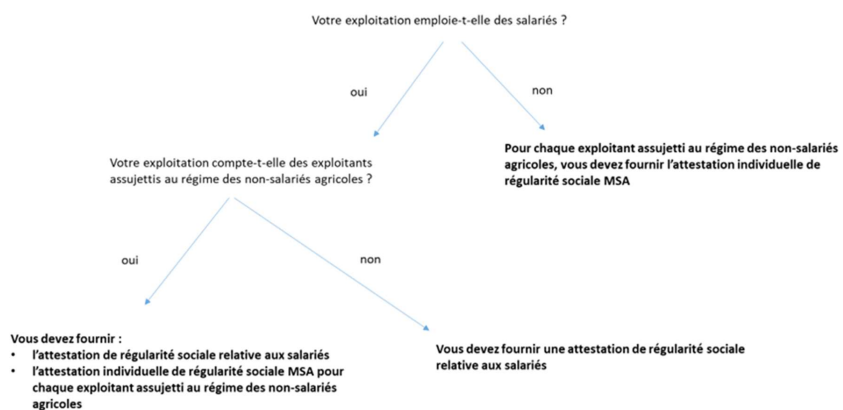 Votre exploitation emploie-t-elle des salariés ?
oui
non
Votre exploitation compte-t-elle des exploitants
assujettis au régime des non-salariés agricoles ?
Pour chaque exploitant assujetti au régime des non-salariés
agricoles, vous devez fournir l’attestation individuelle de
régularité sociale MSA
oui
non
Vous devez fournir :
• l’attestation de régularité sociale relative aux salariés
• l’attestation individuelle de régularité sociale MSA pour
chaque exploitant assujetti au régime des non-salariés
agricoles
Vous devez fournir une attestation de régularité sociale
relative aux salariés